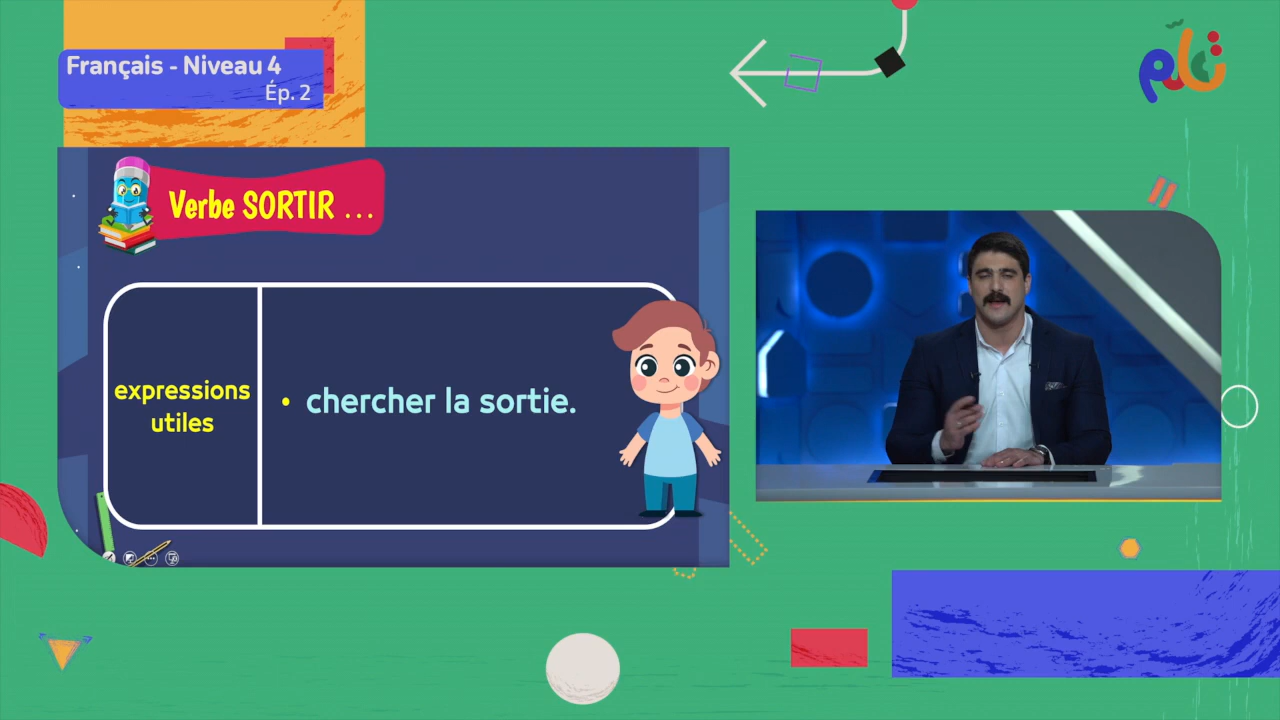 Français - Niveau 4
Ép. 2
Verbe SORTIR ...
expressions
utiles
• chercher la sortie.